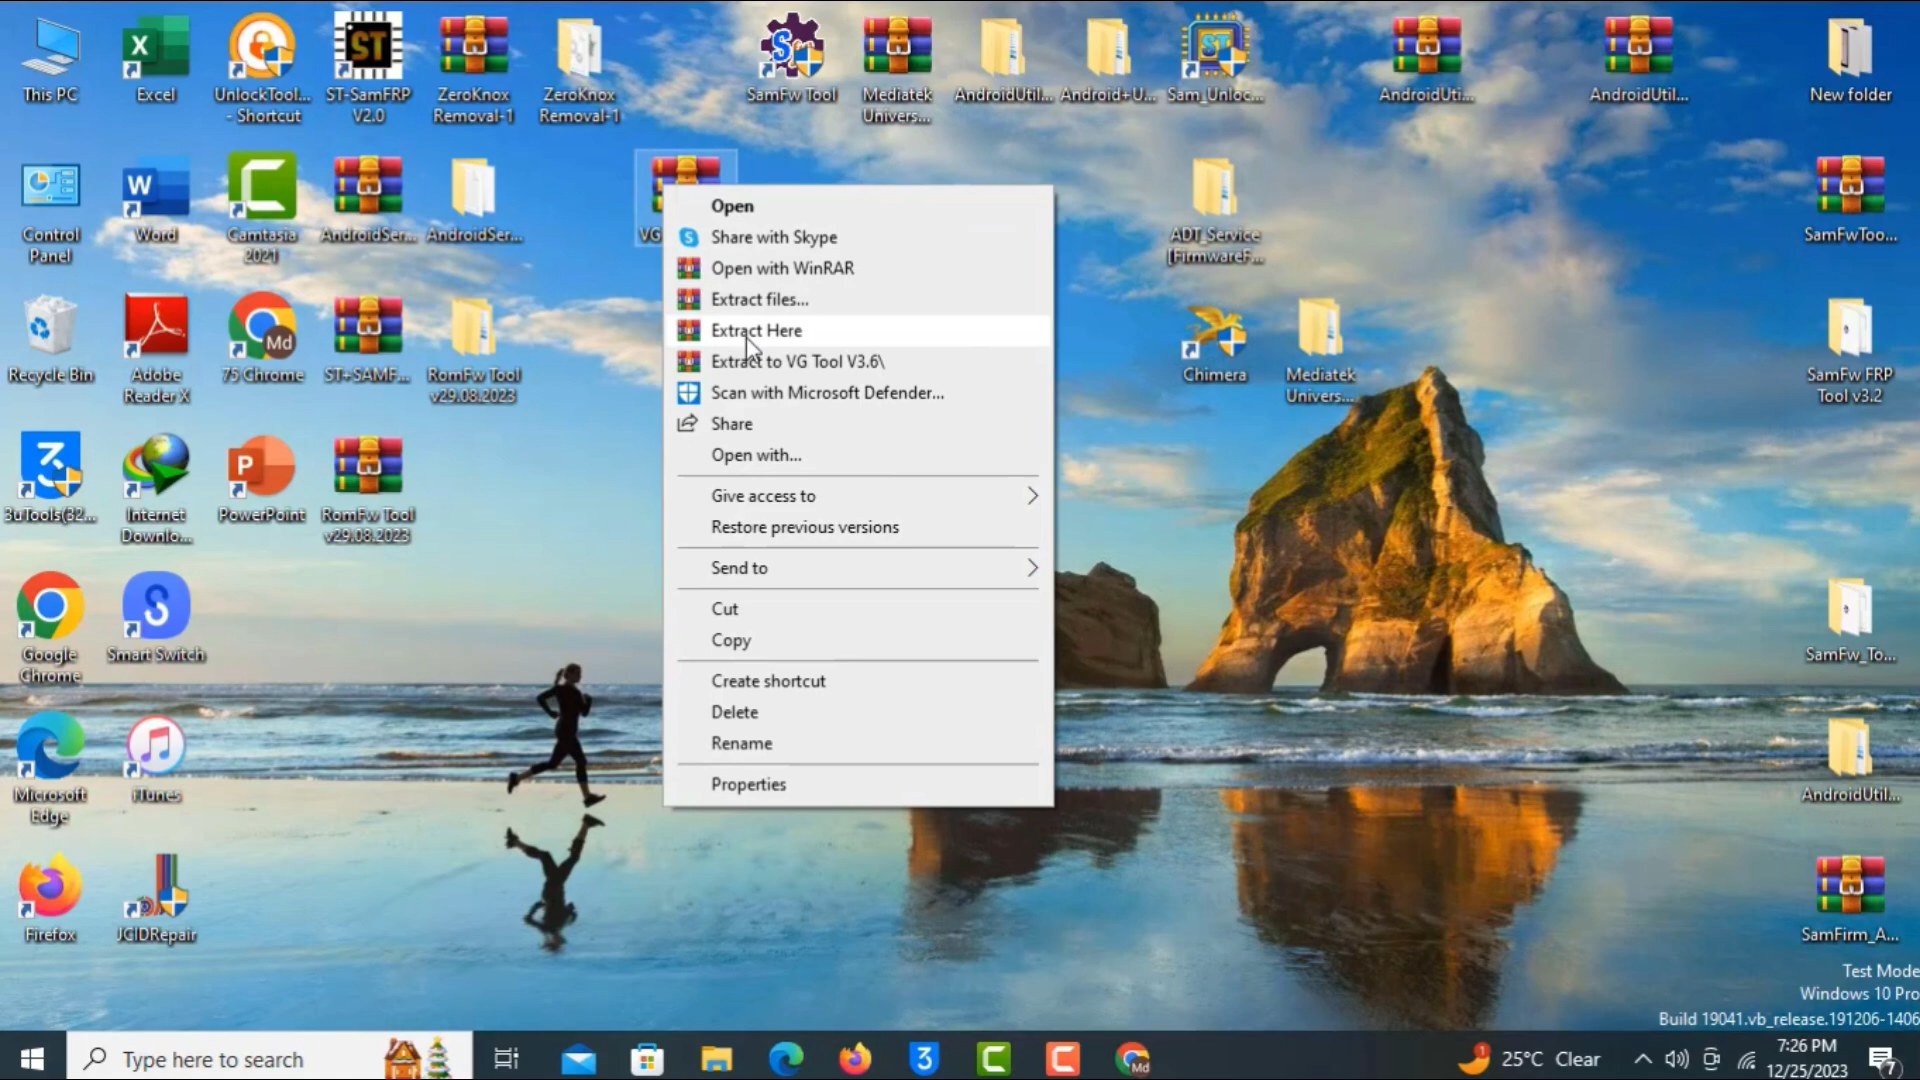 This PC
Excel
UnlockTool...
- Shortcut
ST-SamFRP
V2.0
ZeroKnox
Removal-1
ZeroKnox
Removal-1
SamFw Tool
Mediatek
Univers...
AndroidUtil...
Android+U...
Sam_Unloc...
AndroidUti...
AndroidUtil...
New folder
Control
Panel
Word
Camtasia
2021
AndroidSer...
AndroidSer...
VG
ADT_Service
[FirmwareF...
SamFwToo...
Recycle Bin
Adobe
Reader X
75 Chrome
ST+SAMF...
RomFw Tool
v29.08.2023
Chimera
Mediatek
Univers...
SamFw FRP
Tool v3.2
3uTools(32...
Internet
Downlo...
PowerPoint
RomFw Tool
v29.08.2023
Google
Chrome
Smart Switch
SamFw_To...
Microsoft
Edge
iTunes
AndroidUtil...
Firefox
JCIDRepair
SamFirm_A...
Open
Share with Skype
Open with WinRAR
Extract files...
Extract Here
Extract to VG Tool V3.6\
Scan with Microsoft Defender...
Share
Open with...
Give access to
Restore previous versions
Send to
Cut
Copy
Create shortcut
Delete
Rename
Properties
Test Mode
Windows 10 Pro
Build 19041.vb_release.191206-1406
Type here to search
25°C Clear
7:26 PM
12/25/2023
7